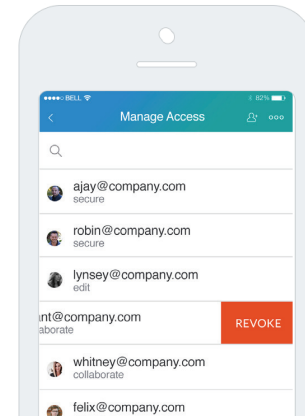 BELL
82%
Manage Access
ajay@company.com
secure
robin@company.com
secure
lynsey@company.com
edit
nt@company.com
aborate
REVOKE
whitney@company.com
collaborate
felix@company.com